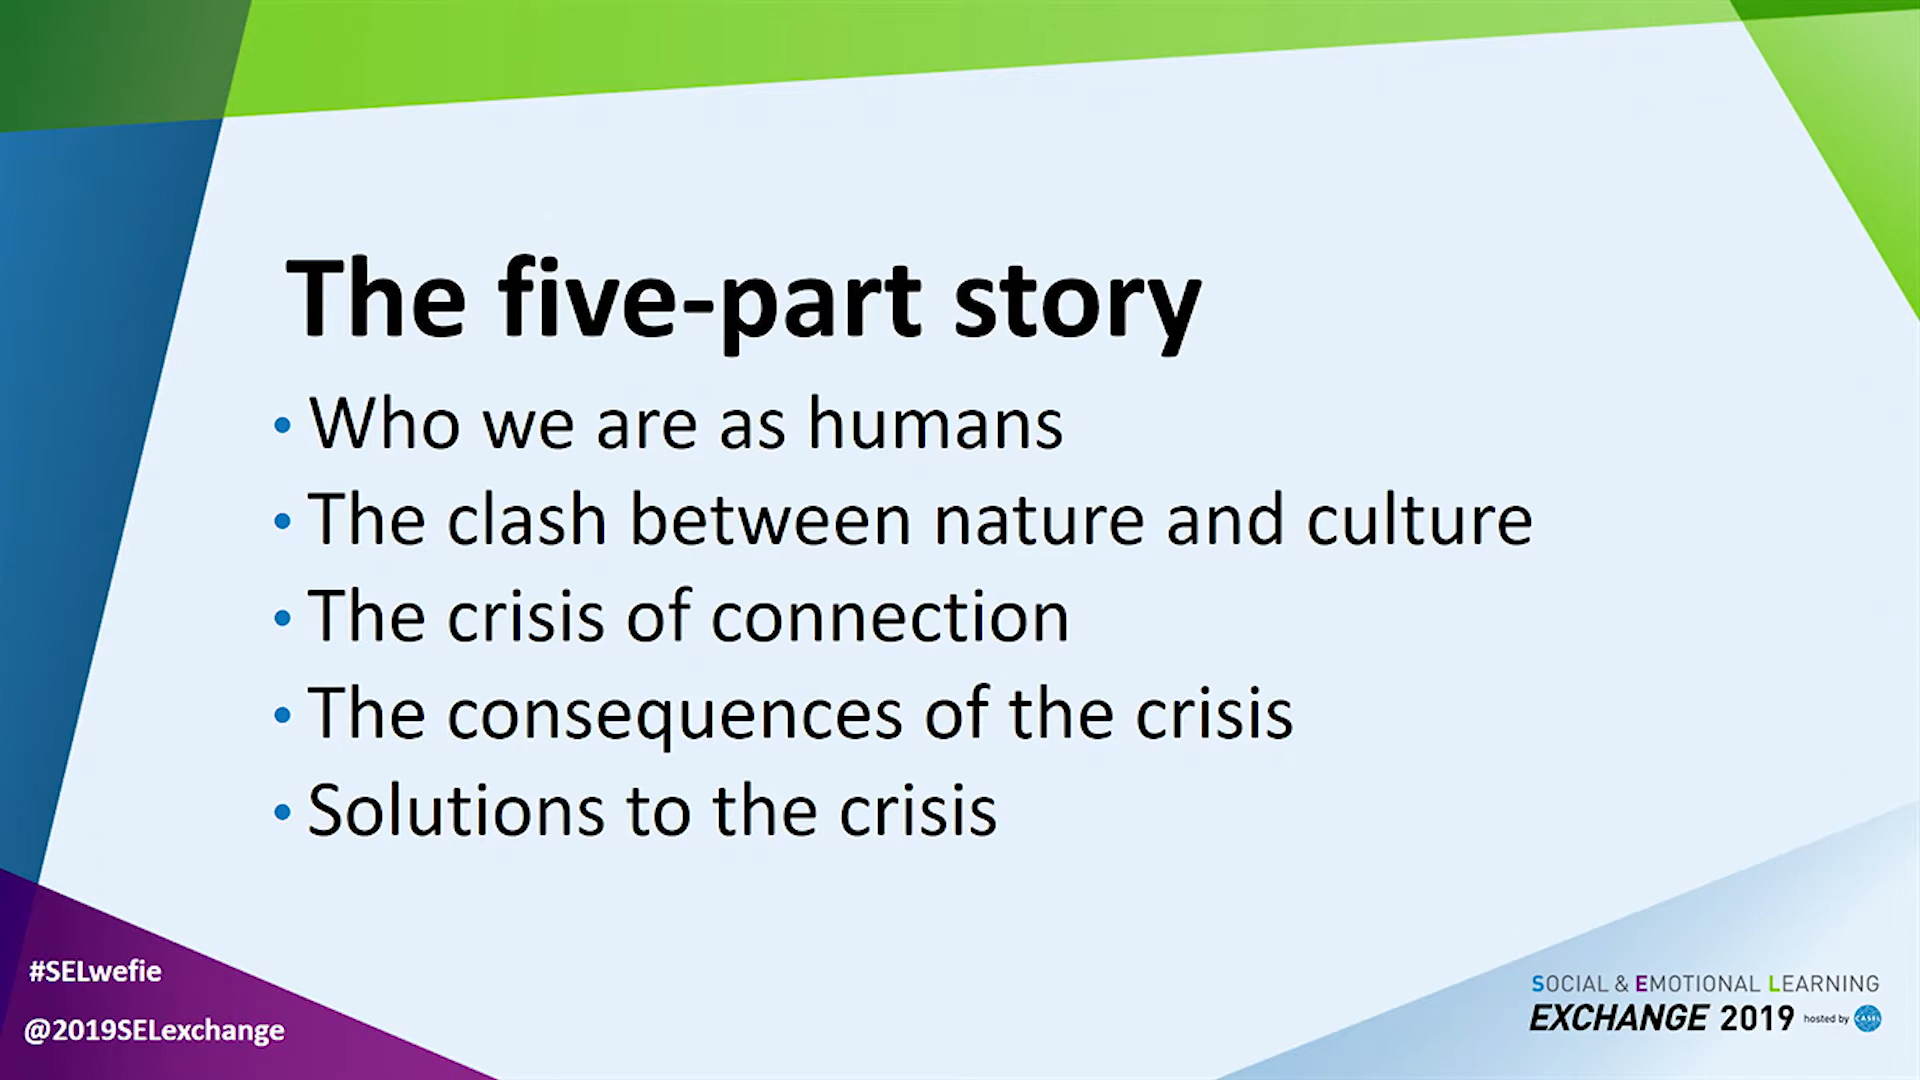 The five-part story
• Who we are as humans
• The clash between nature and culture
• The crisis of connection
• The consequences of the crisis
• Solutions to the crisis
#SELwefie
@2019SELexchange
SOCIAL & EMOTIONAL LEARNING
EXCHANGE 2019 hosted by CASEL